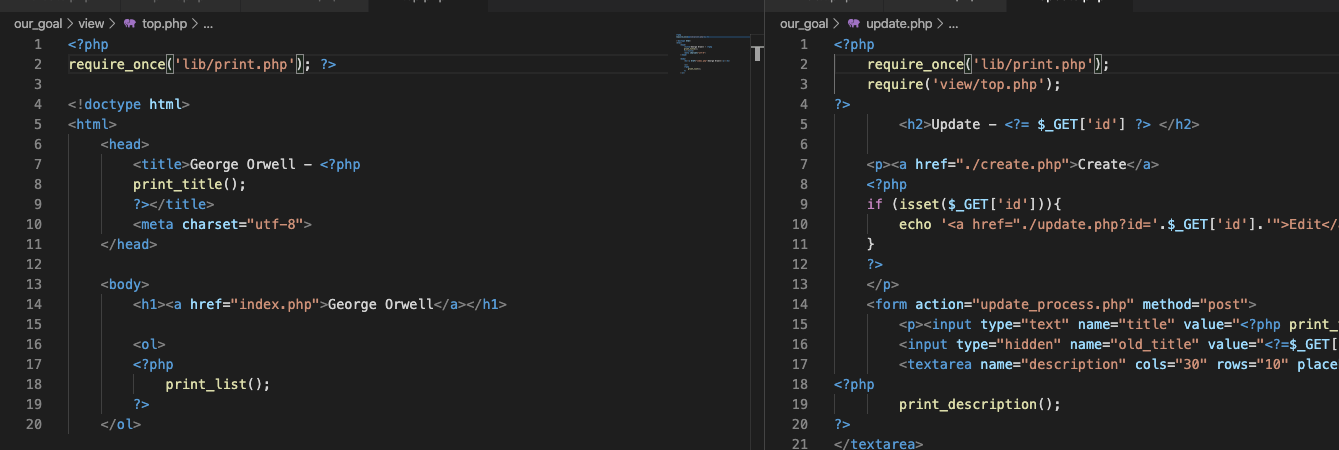 our_goal > view > top.php > ...
1 <?php
2 require_once('lib/print.php'); ?>
3
4 <!doctype html>
5 <html>
6 <head>
7 <title>George Orwell - <?php
8 print_title();
9 ?></title>
10 <meta charset="utf-8">
11 </head>
12
13 <body>
14 <h1><a href="index.php">George Orwell</a></h1>
15
16 <ol>
17 <?php
18 print_list();
19 ?>
20 </ol>
our_goal > update.php > ...
1 <?php
2 require_once('lib/print.php');
3 require('view/top.php');
4 ?>
5 <h2>Update - <?= $_GET['id'] ?> </h2>
6
7 <p><a href="./create.php">Create</a>
8 <?php
9 if (isset($_GET['id'])){
10 echo '<a href="./update.php?id='.$_GET['id'].'">Edit</
11 }
12 ?>
13 </p>
14 <form action="update_process.php" method="post">
15 <p><input type="text" name="title" value="<?php print_
16 <input type="hidden" name="old_title" value="<?=$_GET[
17 <textarea name="description" cols="30" rows="10" place
18 <?php
19 print_description();
20 ?>
21 </textarea>